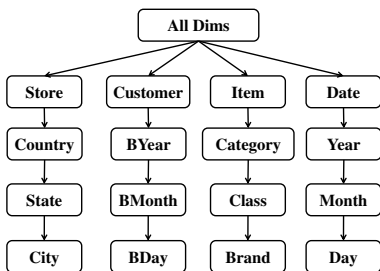 All Dims
Store Customer Item Date
Country BYear Category Year
State BMonth Class Month
City BDay Brand Day